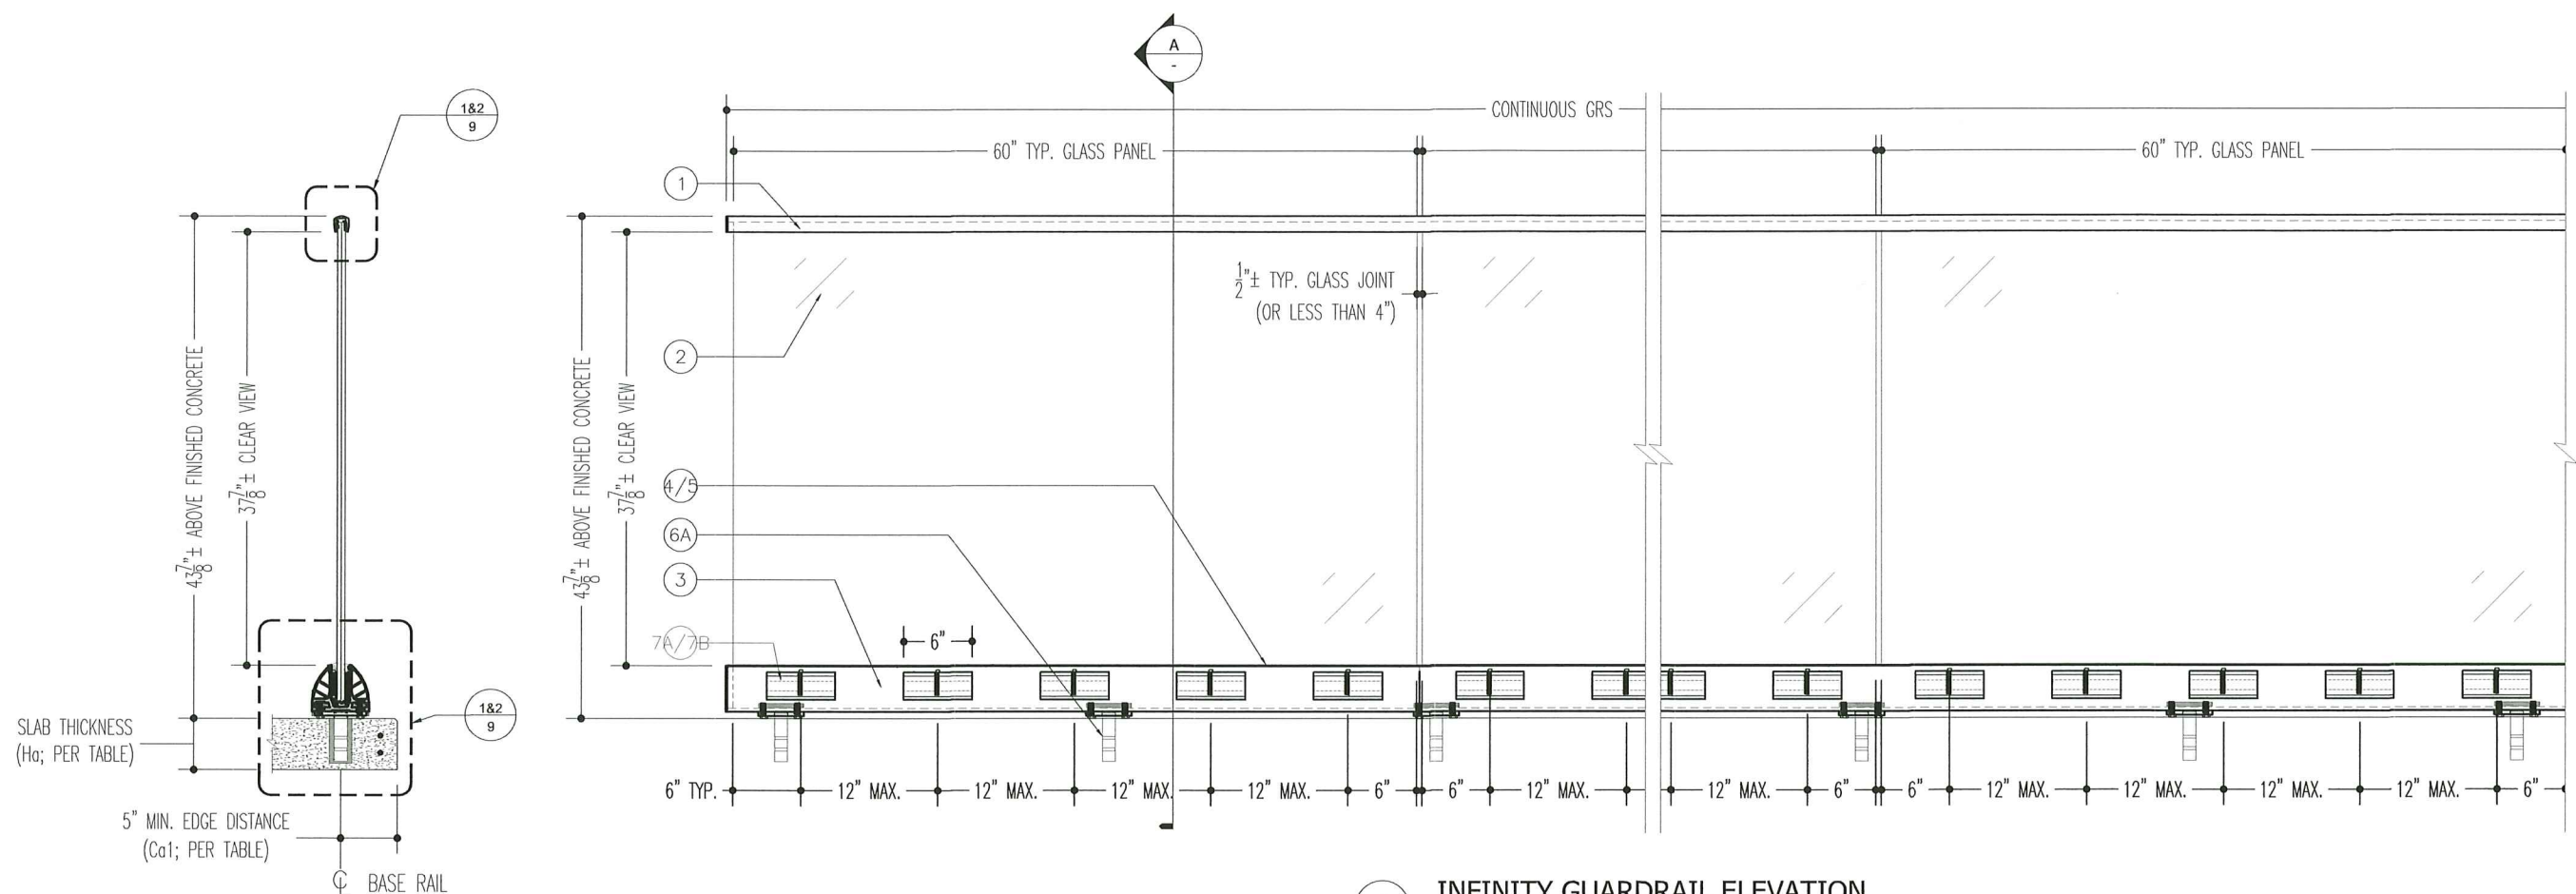 A
-
1&2
9
CONTINUOUS GRS
60" TYP. GLASS PANEL
60" TYP. GLASS PANEL
1
1/2"± TYP. GLASS JOINT
(OR LESS THAN 4")
2
43 7/8"± ABOVE FINISHED CONCRETE
37 7/8"± CLEAR VIEW
43 7/8"± ABOVE FINISHED CONCRETE
37 7/8"± CLEAR VIEW
4/5
6A
3
7A/7B
6"
1&2
9
SLAB THICKNESS
(Ha; PER TABLE)
6" TYP. 12" MAX. 12" MAX. 12" MAX. 12" MAX. 6" 6" 12" MAX. 12" MAX. 6" 6" 12" MAX. 12" MAX. 12" MAX. 12" MAX. 6"
5" MIN. EDGE DISTANCE
(Ca1; PER TABLE)
℄ BASE RAIL
INFINITY GUARDRAIL ELEVATION